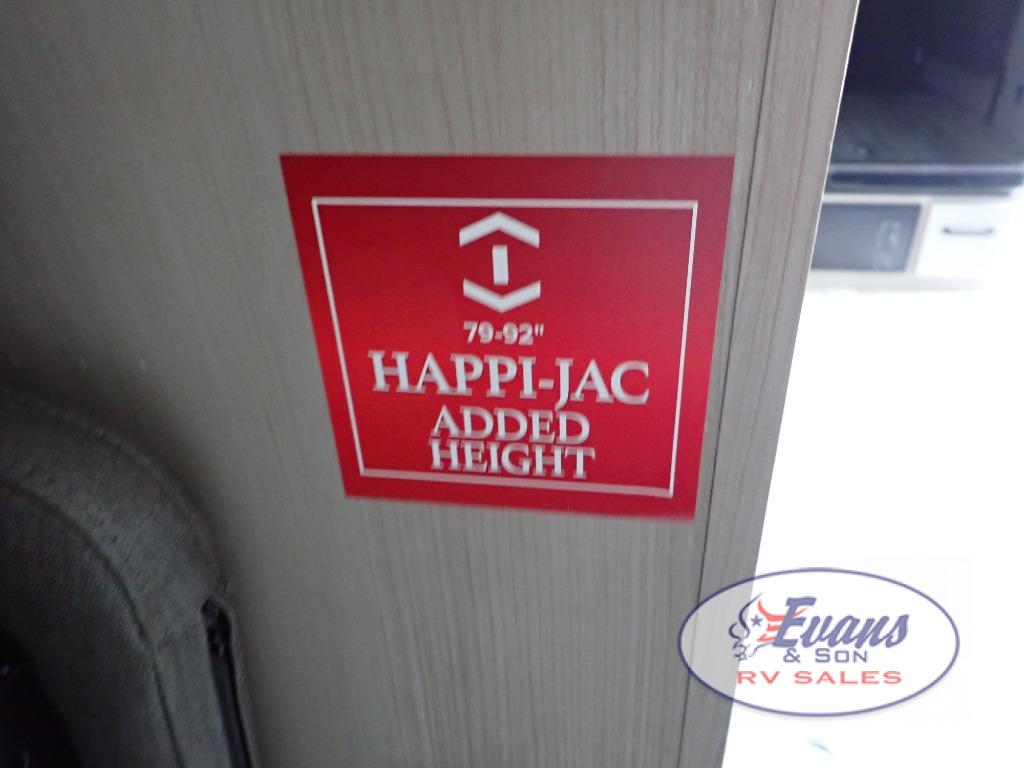 79-92"
HAPPI-JAC
ADDED
HEIGHT
Evans
& SON
RV SALES